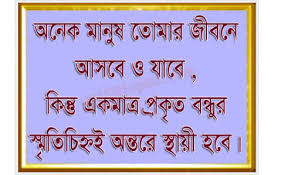 অনেক মানুষ তোমার জীবনে
আসবে ও যাবে ,
কিন্তু একমাত্র প্রকৃত বন্ধুর
স্মৃতিচিহ্নই অন্তরে স্থায়ী হবে।